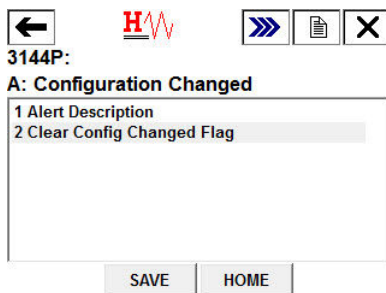 H
3144P:
A: Configuration Changed
1 Alert Description
2 Clear Config Changed Flag
SAVE HOME